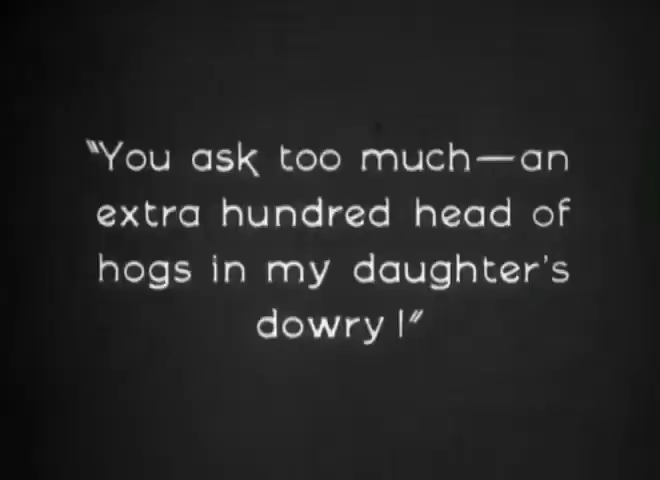 "You ask too much—an
extra hundred head of
hogs in my daughter's
dowry!"